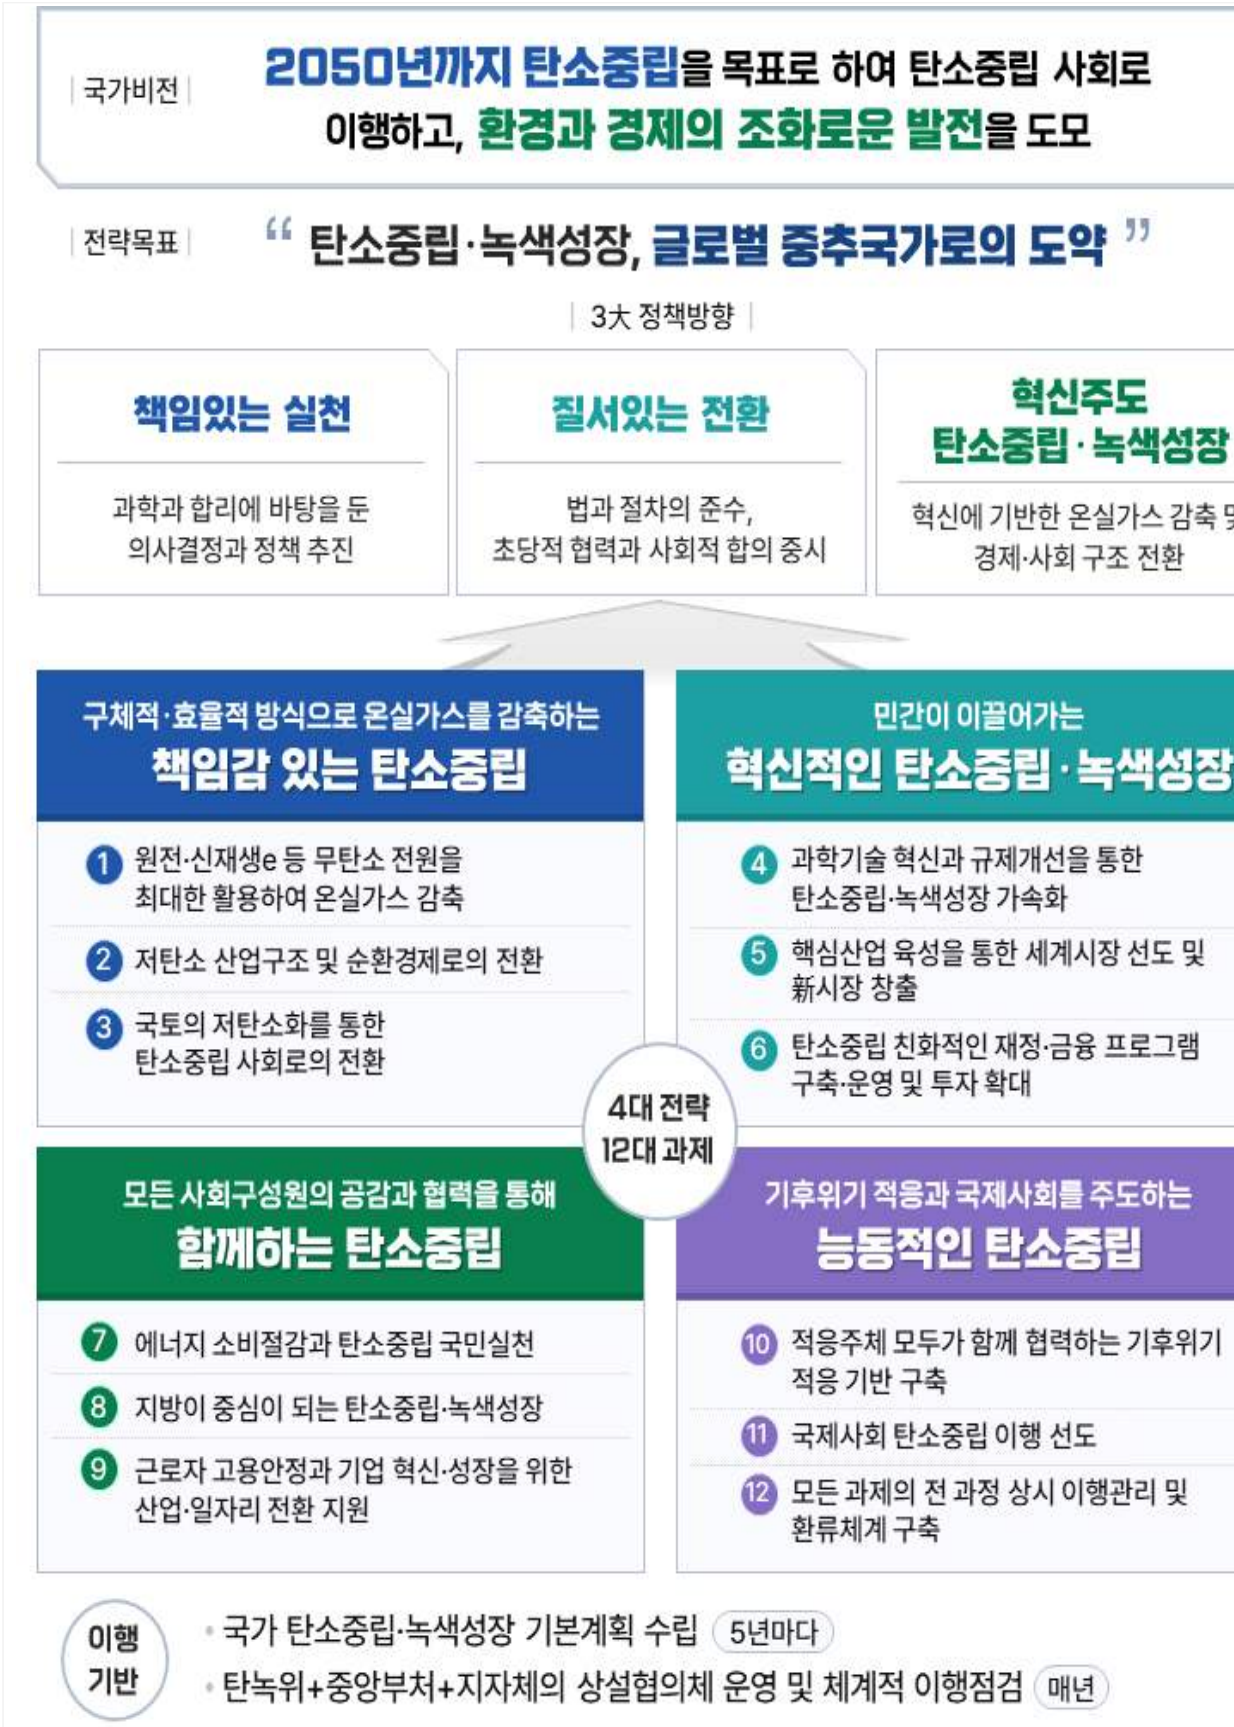 국가비전
2050년까지 탄소중립을 목표로 하여 탄소중립 사회로
이행하고, 환경과 경제의 조화로운 발전을 도모
전략목표
“ 탄소중립·녹색성장, 글로벌 중추국가로의 도약 ”
3大 정책방향
책임있는 실천
과학과 합리에 바탕을 둔
의사결정과 정책 추진
질서있는 전환
법과 절차의 준수,
초당적 협력과 사회적 합의 중시
혁신주도
탄소중립·녹색성장
혁신에 기반한 온실가스 감축
경제·사회 구조 전환
구체적·효율적 방식으로 온실가스를 감축하는
책임감 있는 탄소중립
1 원전·신재생e 등 무탄소 전원을
최대한 활용하여 온실가스 감축
2 저탄소 산업구조 및 순환경제로의 전환
3 국토의 저탄소화를 통한
탄소중립 사회로의 전환
민간이 이끌어가는
혁신적인 탄소중립·녹색성장
4 과학기술 혁신과 규제개선을 통한
탄소중립·녹색성장 가속화
5 핵심산업 육성을 통한 세계시장 선도 및
新시장 창출
6 탄소중립 친화적인 재정·금융 프로그램
구축·운영 및 투자 확대
4대 전략
12대 과제
모든 사회구성원의 공감과 협력을 통해
함께하는 탄소중립
7 에너지 소비절감과 탄소중립 국민실천
8 지방이 중심이 되는 탄소중립·녹색성장
9 근로자 고용안정과 기업 혁신·성장을 위한
산업·일자리 전환 지원
기후위기 적응과 국제사회를 주도하는
능동적인 탄소중립
10 적응주체 모두가 함께 협력하는 기후위기
적응 기반 구축
11 국제사회 탄소중립 이행 선도
12 모든 과제의 전 과정 상시 이행관리 및
환류체계 구축
이행
기반
• 국가 탄소중립·녹색성장 기본계획 수립 5년마다
• 탄녹위+중앙부처+지자체의 상설협의체 운영 및 체계적 이행점검 매년